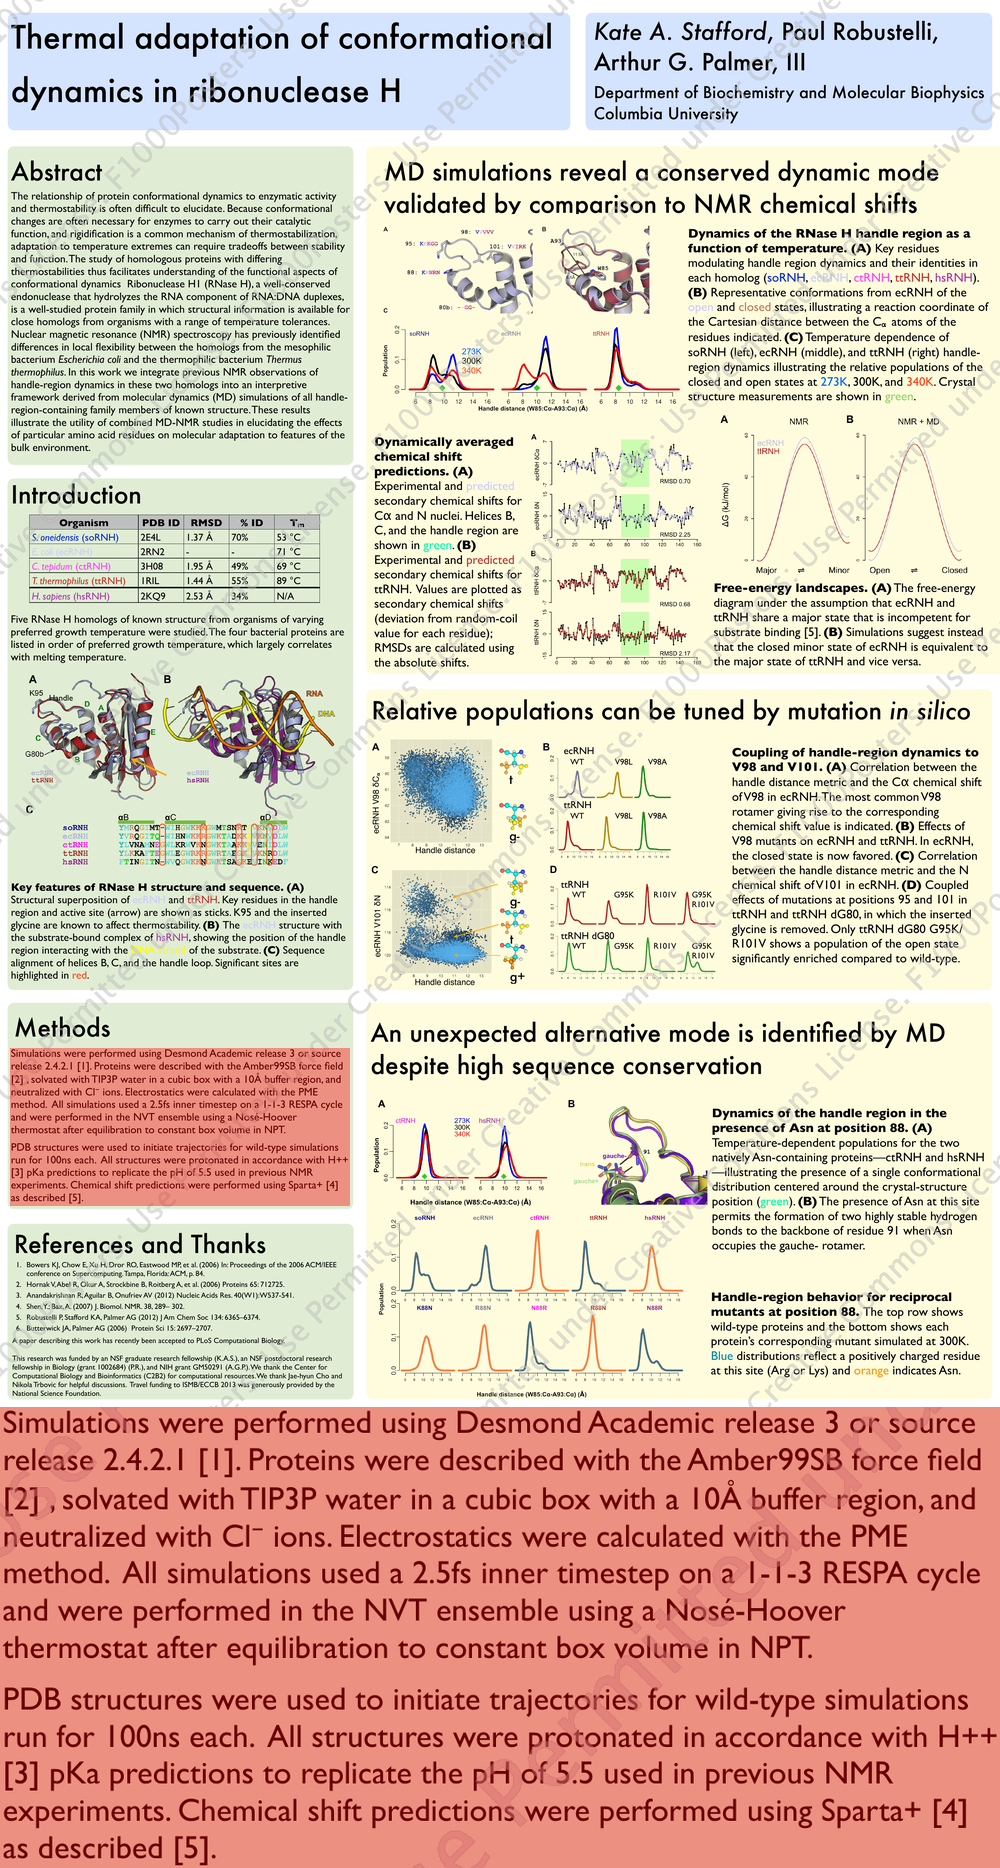 Thermal adaptation of conformational
dynamics in ribonuclease H
Kate A. Stafford, Paul Robustelli,
Arthur G. Palmer, III
Department of Biochemistry and Molecular Biophysics
Columbia University
Abstract
The relationship of protein conformational dynamics to enzymatic activity
and thermostability is often difficult to elucidate. Because conformational
changes are often necessary for enzymes to carry out their catalytic
function, and rigidification is a common mechanism of thermostabilization,
adaptation to temperature extremes can require tradeoffs between stability
and function. The study of homologous proteins with differing
thermostabilities thus facilitates understanding of the functional aspects of
conformational dynamics Ribonuclease H1 (RNase H), a well-conserved
endonuclease that hydrolyzes the RNA component of RNA:DNA duplexes,
is a well-studied protein family in which structural information is available for
close homologs from organisms with a range of temperature tolerances.
Nuclear magnetic resonance (NMR) spectroscopy has previously identified
differences in local flexibility between the homologs from the mesophilic
bacterium Escherichia coli and the thermophilic bacterium Thermus
thermophilus. In this work we integrate previous NMR observations of
handle-region dynamics in these two homologs into an interpretive
framework derived from molecular dynamics (MD) simulations of all handle-
region-containing family members of known structure. These results
illustrate the utility of combined MD-NMR studies in elucidating the effects
of particular amino acid residues on molecular adaptation to features of the
bulk environment.
Introduction
Organism PDB ID RMSD % ID Tm
S. oneidensis (soRNH) 2E4L 1.37 Å 70% 53 °C
E. coli (ecRNH) 2RN2 - - 71 °C
C. tepidum (ctRNH) 3H08 1.95 Å 49% 69 °C
T. thermophilus (ttRNH) 1RIL 1.44 Å 55% 89 °C
H. sapiens (hsRNH) 2KQ9 2.53 Å 34% N/A
Five RNase H homologs of known structure from organisms of varying
preferred growth temperature were studied. The four bacterial proteins are
listed in order of preferred growth temperature, which largely correlates
with melting temperature.
A
B
K95
Handle
G80b
RNA
DNA
ecRNH
ttRNH
ecRNH
hsRNH
C
αB αC αD
soRNH
ecRNH
ctRNH
ttRNH
hsRNH
Key features of RNase H structure and sequence. (A)
Structural superposition of ecRNH and ttRNH. Key residues in the handle
region and active site (arrow) are shown as sticks. K95 and the inserted
glycine are known to affect thermostability. (B) The ecRNH structure with
the substrate-bound complex of hsRNH, showing the position of the handle
region interacting with the of the substrate. (C) Sequence
alignment of helices B, C, and the handle loop. Significant sites are
highlighted in red.
Methods
Simulations were performed using Desmond Academic release 3 or source
release 2.4.2.1 [1]. Proteins were described with the Amber99SB force field
[2] , solvated with TIP3P water in a cubic box with a 10Å buffer region, and
neutralized with Cl⁻ ions. Electrostatics were calculated with the PME
method. All simulations used a 2.5fs inner timestep on a 1-1-3 RESPA cycle
and were performed in the NVT ensemble using a Nosé-Hoover
thermostat after equilibration to constant box volume in NPT.
PDB structures were used to initiate trajectories for wild-type simulations
run for 100ns each. All structures were protonated in accordance with H++
[3] pKa predictions to replicate the pH of 5.5 used in previous NMR
experiments. Chemical shift predictions were performed using Sparta+ [4]
as described [5].
References and Thanks
1. Bowers KJ, Chow E, Xu H, Dror RO, Eastwood MP, et al. (2006) In: Proceedings of the 2006 ACM/IEEE
conference on Supercomputing. Tampa, Florida: ACM, p. 84.
2. Hornak V, Abel R, Okur A, Strockbine B, Roitberg A, et al. (2006) Proteins 65: 712725.
3. Anandakrishnan R, Aguilar B, Onufriev AV (2012) Nucleic Acids Res. 40(W1):W537-541.
4. Shen, Y.; Bax, A. (2007) J. Biomol. NMR. 38, 289– 302.
5. Robustelli P, Stafford KA, Palmer AG (2012) J Am Chem Soc 134: 6365–6374.
6. Butterwick JA, Palmer AG (2006) Protein Sci 15: 2697–2707.
A paper describing this work has recently been accepted to PLoS Computational Biology.
This research was funded by an NSF graduate research fellowship (K.A.S.), an NSF postdoctoral research
fellowship in Biology (grant 1002684) (P.R.), and NIH grant GM50291 (A.G.P.). We thank the Center for
Computational Biology and Bioinformatics (C2B2) for computational resources. We thank Jae-hyun Cho and
Nikola Trbovic for helpful discussions. Travel funding to ISMB/ECCB 2013 was generously provided by the
National Science Foundation.
MD simulations reveal a conserved dynamic mode
validated by comparison to NMR chemical shifts
Dynamics of the RNase H handle region as a
function of temperature. (A) Key residues
modulating handle region dynamics and their identities in
each homolog (soRNH, ecRNH, ctRNH, ttRNH, hsRNH).
(B) Representative conformations from ecRNH of the
open and closed states, illustrating a reaction coordinate of
the Cartesian distance between the Cα atoms of the
residues indicated. (C) Temperature dependence of
soRNH (left), ecRNH (middle), and ttRNH (right) handle-
region dynamics illustrating the relative populations of the
closed and open states at 273K, 300K, and 340K. Crystal
structure measurements are shown in green.
soRNH ecRNH ttRNH
273K
300K
340K
Population
Handle distance (W85:Cα-A93:Cα) (Å)
Dynamically averaged
chemical shift
predictions. (A)
Experimental and predicted
secondary chemical shifts for
Cα and N nuclei. Helices B,
C, and the handle region are
shown in green. (B)
Experimental and predicted
secondary chemical shifts for
ttRNH. Values are plotted as
secondary chemical shifts
(deviation from random-coil
value for each residue);
RMSDs are calculated using
the absolute shifts.
ecRNH δCα
RMSD 0.70
ecRNH δN
RMSD 2.25
ttRNH δCα
RMSD 0.68
ttRNH δN
RMSD 2.17
A NMR B NMR + MD
ecRNH
ttRNH
ΔG (kJ/mol)
Major ⇌ Minor Open ⇌ Closed
Free-energy landscapes. (A) The free-energy
diagram under the assumption that ecRNH and
ttRNH share a major state that is incompetent for
substrate binding [5]. (B) Simulations suggest instead
that the closed minor state of ecRNH is equivalent to
the major state of ttRNH and vice versa.
Relative populations can be tuned by mutation in silico
A
ecRNH V98 δCα
Handle distance
t
g-
B
ecRNH
WT V98L V98A
ttRNH
WT V98L V98A
C
ecRNH V101 δN
Handle distance
g-
t
g+
D
ttRNH
WT G95K R101V G95K
R101V
ttRNH dG80
WT G95K R101V G95K
R101V
Coupling of handle-region dynamics to
V98 and V101. (A) Correlation between the
handle distance metric and the Cα chemical shift
of V98 in ecRNH. The most common V98
rotamer giving rise to the corresponding
chemical shift value is indicated. (B) Effects of
V98 mutants on ecRNH and ttRNH. In ecRNH,
the closed state is now favored. (C) Correlation
between the handle distance metric and the N
chemical shift of V101 in ecRNH. (D) Coupled
effects of mutations at positions 95 and 101 in
ttRNH and ttRNH dG80, in which the inserted
glycine is removed. Only ttRNH dG80 G95K/
R101V shows a population of the open state
significantly enriched compared to wild-type.
An unexpected alternative mode is identified by MD
despite high sequence conservation
A
ctRNH hsRNH
273K
300K
340K
Population
Handle distance (W85:Cα-A93:Cα) (Å)
B
gauche-
trans
gauche+
91
88
Dynamics of the handle region in the
presence of Asn at position 88. (A)
Temperature-dependent populations for the two
natively Asn-containing proteins—ctRNH and hsRNH
—illustrating the presence of a single conformational
distribution centered around the crystal-structure
position (green). (B) The presence of Asn at this site
permits the formation of two highly stable hydrogen
bonds to the backbone of residue 91 when Asn
occupies the gauche- rotamer.
soRNH ecRNH ctRNH ttRNH hsRNH
K88N R88N N88R R88N N88R
Population
Handle distance (W85:Cα-A93:Cα) (Å)
Handle-region behavior for reciprocal
mutants at position 88. The top row shows
wild-type proteins and the bottom shows each
protein's corresponding mutant simulated at 300K.
Blue distributions reflect a positively charged residue
at this site (Arg or Lys) and orange indicates Asn.
Simulations were performed using Desmond Academic release 3 or source
release 2.4.2.1 [1]. Proteins were described with the Amber99SB force field
[2] , solvated with TIP3P water in a cubic box with a 10Å buffer region, and
neutralized with Cl⁻ ions. Electrostatics were calculated with the PME
method. All simulations used a 2.5fs inner timestep on a 1-1-3 RESPA cycle
and were performed in the NVT ensemble using a Nosé-Hoover
thermostat after equilibration to constant box volume in NPT.
PDB structures were used to initiate trajectories for wild-type simulations
run for 100ns each. All structures were protonated in accordance with H++
[3] pKa predictions to replicate the pH of 5.5 used in previous NMR
experiments. Chemical shift predictions were performed using Sparta+ [4]
as described [5].